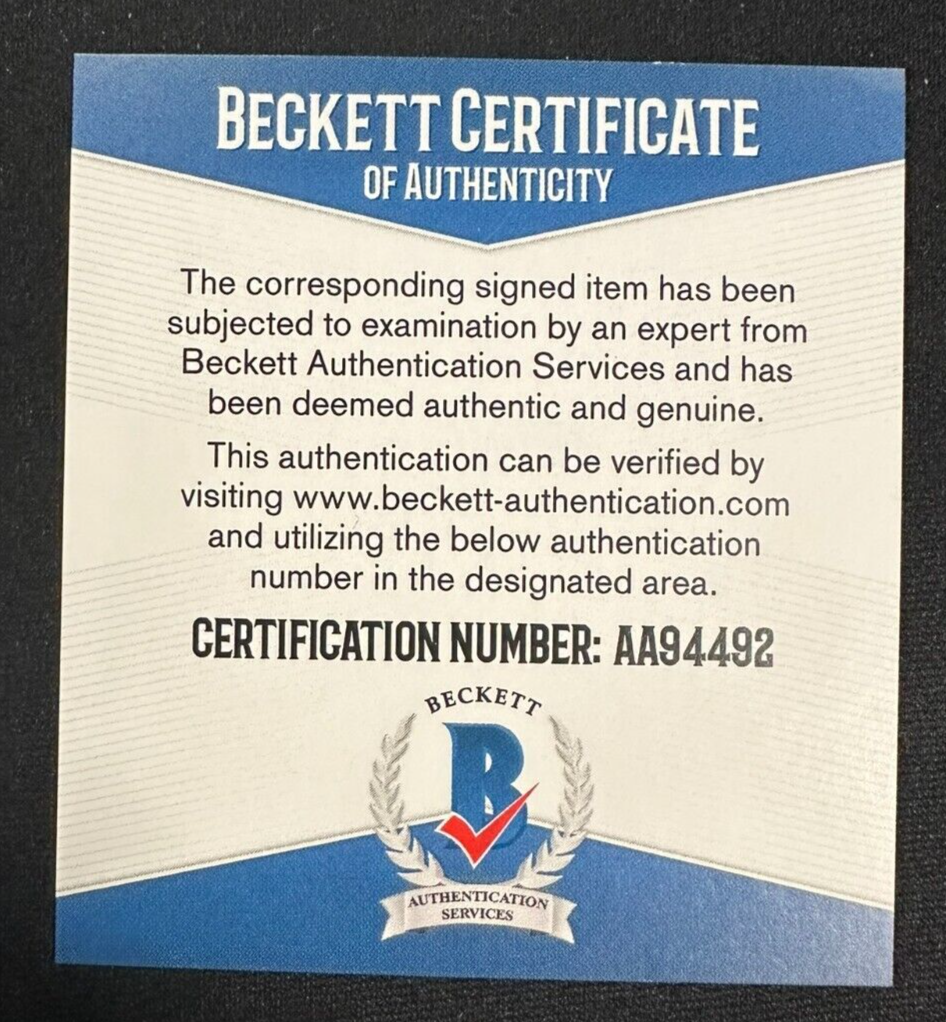 BECKETT CERTIFICATE
OF AUTHENTICITY
The corresponding signed item has been
subjected to examination by an expert from
Beckett Authentication Services and has
been deemed authentic and genuine.
This authentication can be verified by
visiting www.beckett-authentication.com
and utilizing the below authentication
number in the designated area.
CERTIFICATION NUMBER: AA94492
BECKETT
B
AUTHENTICATION
SERVICES